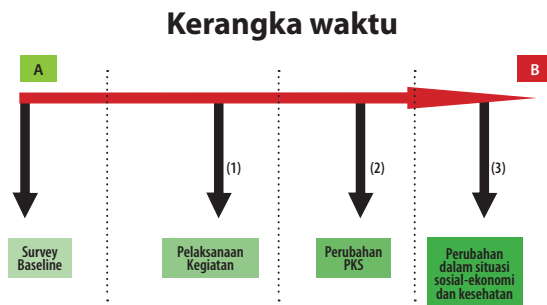 Kerangka waktu
A
B
(1)
(2)
(3)
Survey
Baseline
Pelaksanaan
Kegiatan
Perubahan
PKS
Perubahan
dalam situasi
sosial-ekonomi
dan kesehatan